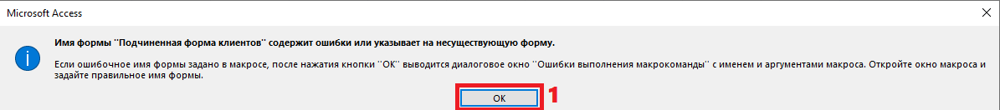 Microsoft Access
Имя формы "Подчиненная форма клиентов" содержит ошибки или указывает на несуществующую форму.
Если ошибочное имя формы задано в макросе, после нажатия кнопки "ОК" выводится диалоговое окно "Ошибки выполнения макрокоманды" с именем и аргументами макроса. Откройте окно макроса и
задайте правильное имя формы.
ОК 1